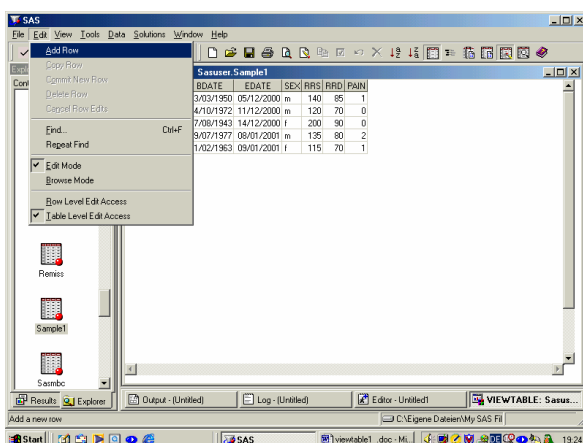 SAS
File Edit View Tools Data Solutions Window Help
Add Row
Copy Row
Commit New Row
Delete Row
Cancel Row Edits
Find... Ctrl+F
Repeat Find
Edit Mode
Browse Mode
Row Level Edit Access
Table Level Edit Access
Sasuser.Sample1
BDATE EDATE SEX RRS RRD PAIN
3/03/1950 05/12/2000 m 140 85 1
4/10/1972 11/12/2000 m 120 70 0
7/08/1943 14/12/2000 f 200 90 0
9/07/1977 08/01/2001 m 135 80 2
1/02/1963 09/01/2001 f 115 70 1
Remiss
Sample1
Sasmbc
Results Explorer
Output - (Untitled) Log - (Untitled) Editor - Untitled1 VIEWTABLE: Sasus...
Add a new row C:\Eigene Dateien\My SAS Fil
Start SAS viewtable1 .doc - Mi... DE 13:24